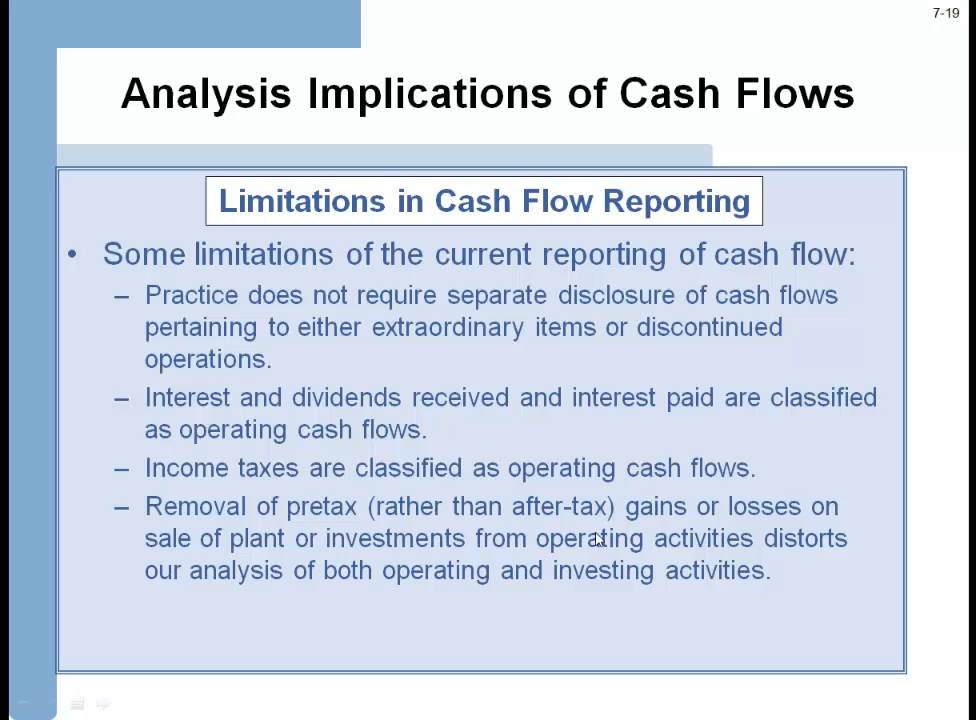 7-19
Analysis Implications of Cash Flows
Limitations in Cash Flow Reporting
• Some limitations of the current reporting of cash flow:
– Practice does not require separate disclosure of cash flows
pertaining to either extraordinary items or discontinued
operations.
– Interest and dividends received and interest paid are classified
as operating cash flows.
– Income taxes are classified as operating cash flows.
– Removal of pretax (rather than after-tax) gains or losses on
sale of plant or investments from operating activities distorts
our analysis of both operating and investing activities.